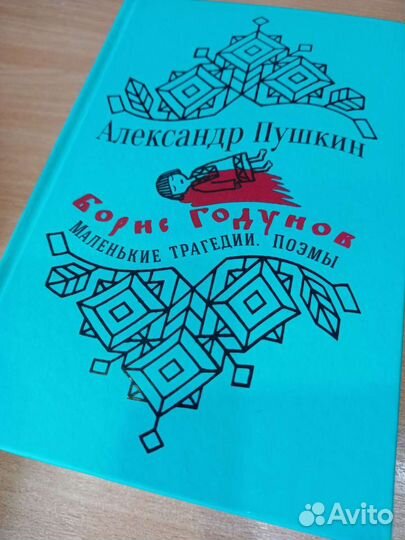 Александр Пушкин
Борис Годунов
МАЛЕНЬКИЕ ТРАГЕДИИ. ПОЭМЫ
Avito